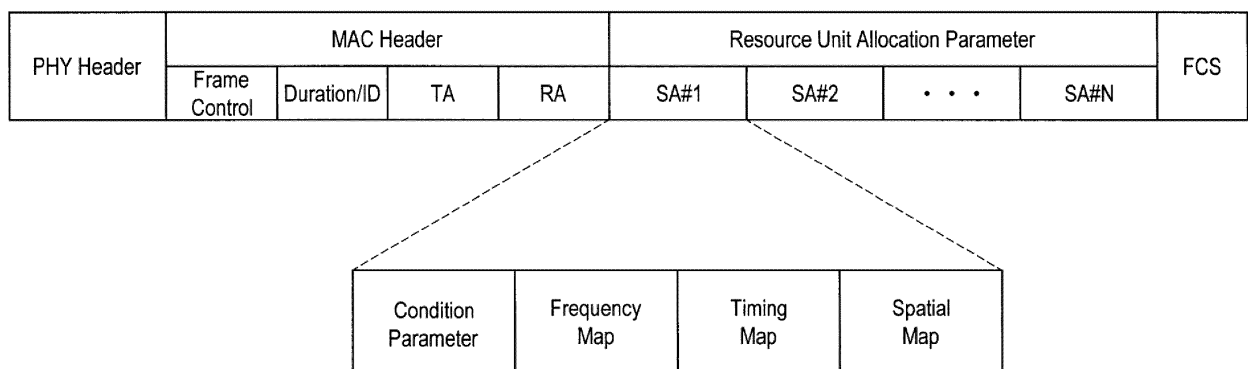 PHY Header
MAC Header
Resource Unit Allocation Parameter
FCS
Frame
Control
Duration/ID
TA
RA
SA#1
SA#2
• • •
SA#N
Condition
Parameter
Frequency
Map
Timing
Map
Spatial
Map